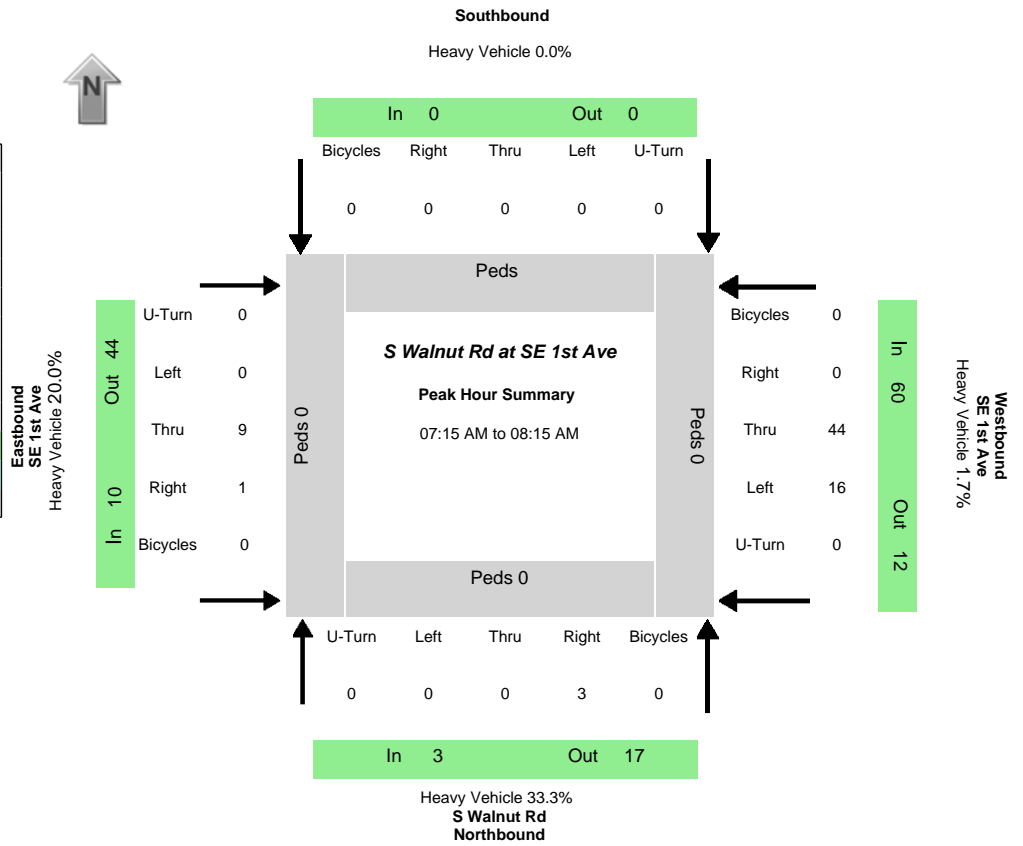 Southbound
Heavy Vehicle 0.0%
N
In 0 Out 0
Bicycles Right Thru Left U-Turn
0 0 0 0 0
Peds
Eastbound
SE 1st Ave
Heavy Vehicle 20.0%
In 10 Out 44
U-Turn 0
Left 0
Thru 9
Right 1
Bicycles 0
Peds 0
S Walnut Rd at SE 1st Ave
Peak Hour Summary
07:15 AM to 08:15 AM
Peds 0
Bicycles 0
Right 0
Thru 44
Left 16
U-Turn 0
In 60 Out 12
Westbound
SE 1st Ave
Heavy Vehicle 1.7%
Peds 0
U-Turn Left Thru Right Bicycles
0 0 0 3 0
In 3 Out 17
Heavy Vehicle 33.3%
S Walnut Rd
Northbound